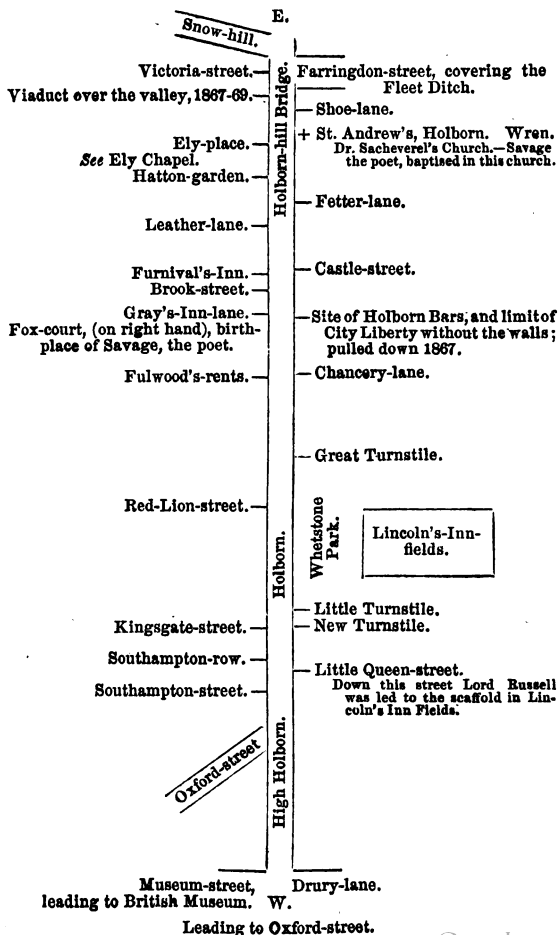 E.
Snow-hill.
Victoria-street.
Farringdon-street, covering the
Fleet Ditch.
Viaduct over the valley, 1867-69.
Holborn-hill Bridge.
Shoe-lane.
+ St. Andrew's, Holborn. Wren.
Dr. Sacheverel's Church.—Savage
the poet, baptised in this church.
Ely-place.
See Ely Chapel.
Hatton-garden.
Fetter-lane.
Leather-lane.
Castle-street.
Furnival's-Inn.
Brook-street.
Gray's-Inn-lane.
Fox-court, (on right hand), birth-
place of Savage, the poet.
Site of Holborn Bars, and limit of
City Liberty without the walls;
pulled down 1867.
Fulwood's-rents.
Chancery-lane.
Great Turnstile.
Red-Lion-street.
Whetstone
Park.
Lincoln's-Inn-
fields.
Holborn.
Little Turnstile.
Kingsgate-street.
New Turnstile.
Southampton-row.
Little Queen-street.
Down this street Lord Russell
was led to the scaffold in Lin-
coln's Inn Fields.
Southampton-street.
Oxford-street
High Holborn.
Museum-street,
leading to British Museum.
Drury-lane.
W.
Leading to Oxford-street.